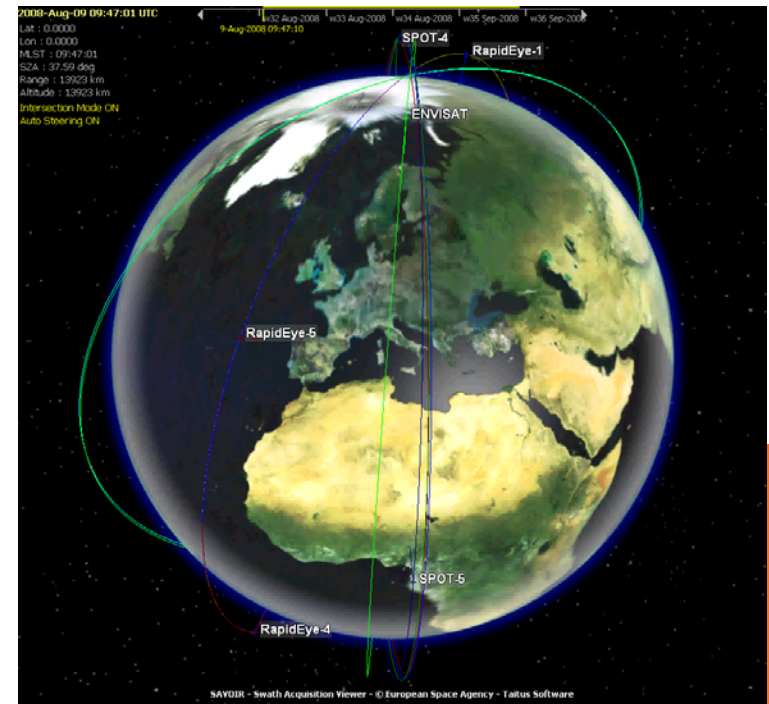 2008-Aug-09 09:47:01 UTC
Lat : 0.0000
Lon : 0.0000
MLST : 09:47:01
SZA : 37.59 deg
Range : 13923 km
Altitude : 13923 km
Intersection Mode ON
Auto Steering ON
w32 Aug-2008 w33 Aug-2008 w34 Aug-2008 w35 Sep-2008 w36 Sep-2008
9-Aug-2008 09:47:10
SPOT-4
RapidEye-1
ENVISAT
RapidEye-5
SPOT-5
RapidEye-4
SAVOIR - Swath Acquisition Viewer - © European Space Agency - Taitus Software